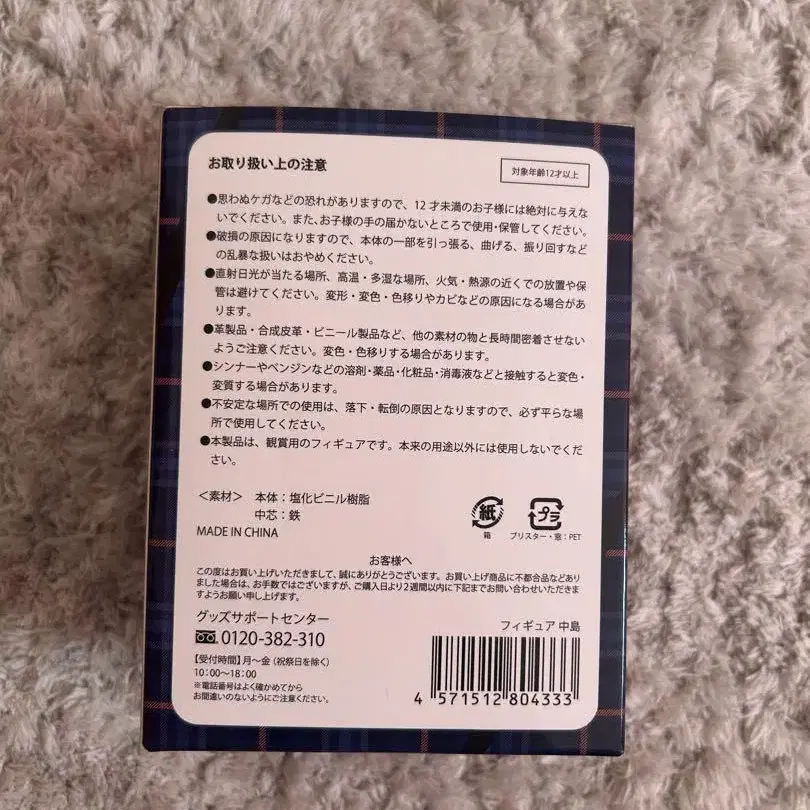 お取り扱い上の注意
対象年齢12才以上
●思わぬケガなどの恐れがありますので、12 才未満のお子様には絶対に与えな
いでください。また、お子様の手の届かないところで使用・保管してください。
●破損の原因になりますので、本体の一部を引っ張る、曲げる、振り回すなど
の乱暴な扱いはおやめください。
●直射日光が当たる場所、高温・多湿な場所、火気・熱源の近くでの放置や保
管は避けてください。変形・変色・色移りやカビなどの原因になる場合があ
ります。
●革製品・合成皮革・ビニール製品など、他の素材の物と長時間密着させない
ようご注意ください。変色・色移りする場合があります。
●シンナーやベンジンなどの溶剤・薬品・化粧品・消毒液などと接触すると変色・
変質する場合があります。
●不安定な場所での使用は、落下・転倒の原因となりますので、必ず平らな場
所で使用してください。
●本製品は、観賞用のフィギュアです。本来の用途以外には使用しないでくだ
さい。
＜素材＞ 本体：塩化ビニル樹脂
中芯：鉄
MADE IN CHINA
紙
箱
プラ
ブリスター・窓：PET
お客様へ
この度はお買い上げいただきまして、誠にありがとうございます。お買い上げ商品に不都合品などあり
ました場合は、お手数ではございますが、ご購入日より2週間以内に下記までお問い合わせいただきま
すようお願い申し上げます。
グッズサポートセンター
0120-382-310
【受付時間】月～金（祝祭日を除く）
10：00～18：00
※電話番号はよく確かめてから
お間違いのないようにご注意ください。
フィギュア 中島
4 571512 804333